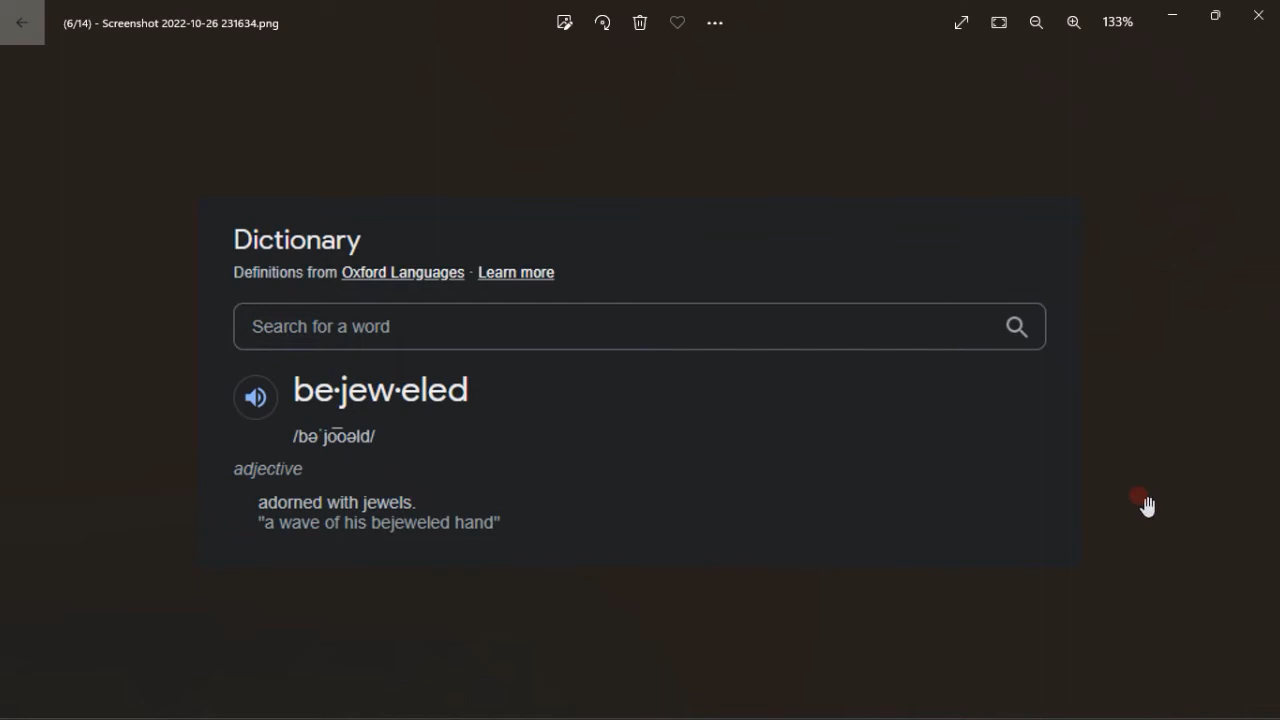 (6/14) - Screenshot 2022-10-26 231634.png
133%
Dictionary
Definitions from Oxford Languages · Learn more
Search for a word
be·jew·eled
/bəˈjo͞oəld/
adjective
adorned with jewels.
"a wave of his bejeweled hand"